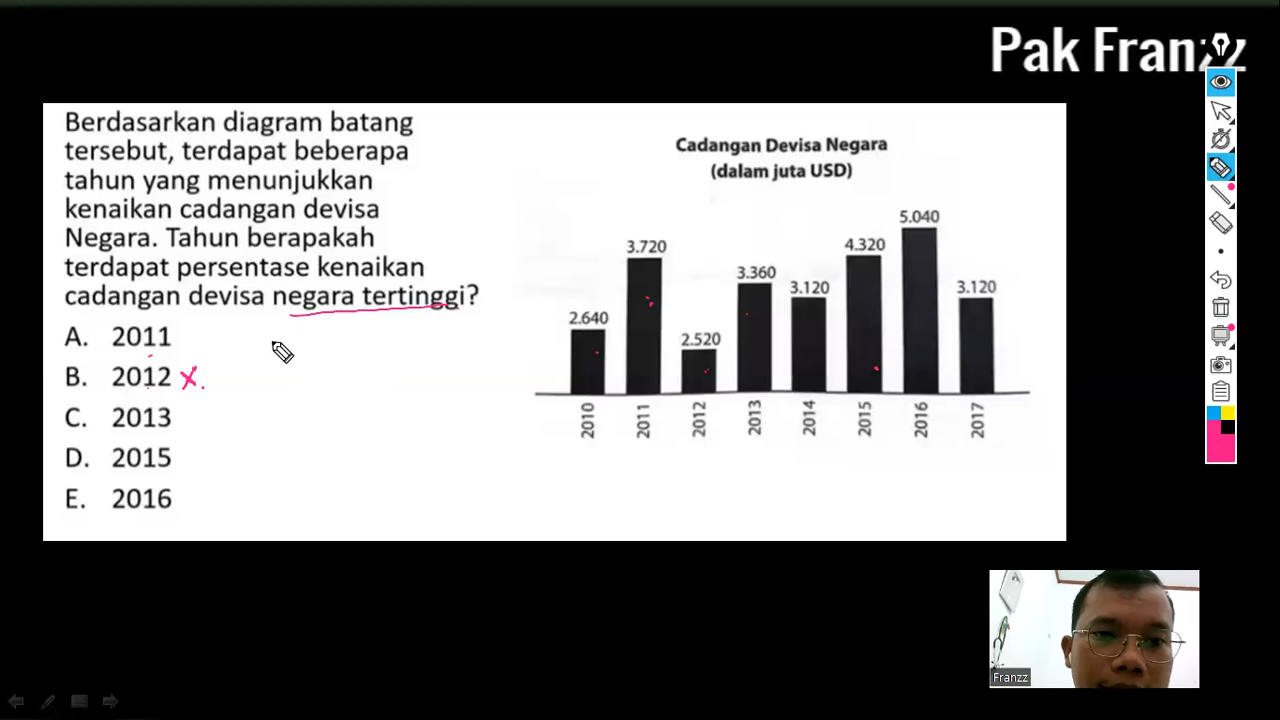 Pak Franzz
Berdasarkan diagram batang
tersebut, terdapat beberapa
tahun yang menunjukkan
kenaikan cadangan devisa
Negara. Tahun berapakah
terdapat persentase kenaikan
cadangan devisa negara tertinggi?
A. 2011
B. 2012 X.
C. 2013
D. 2015
E. 2016
Cadangan Devisa Negara
(dalam juta USD)
2.640
3.720
2.520
3.360
3.120
4.320
5.040
3.120
2010
2011
2012
2013
2014
2015
2016
2017
Franzz